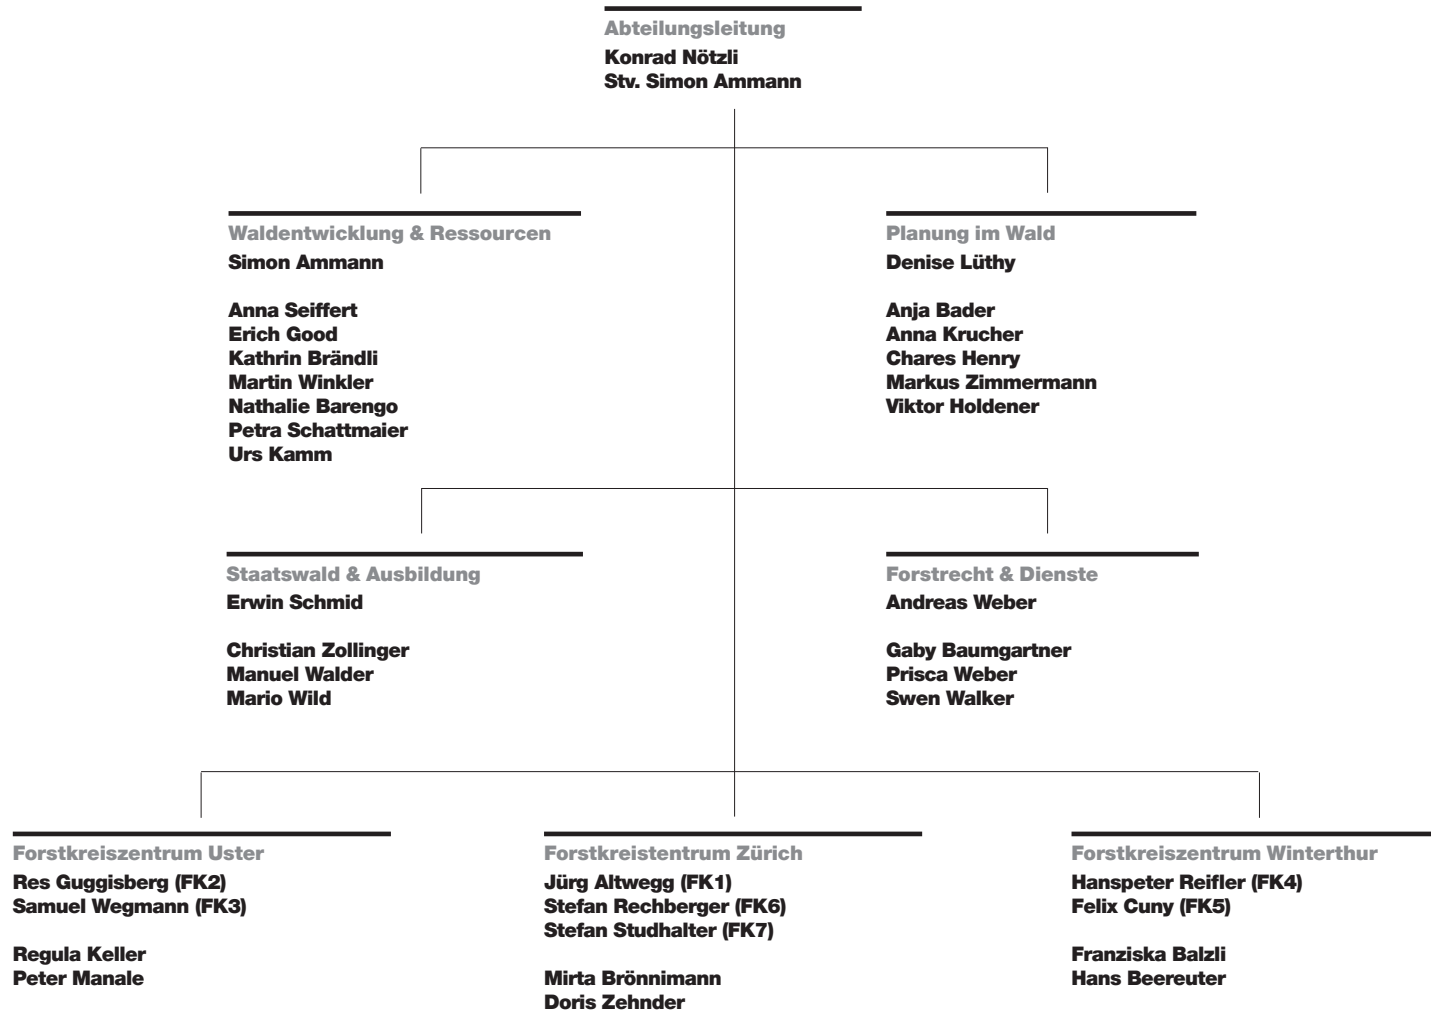 Abteilungsleitung
Konrad Nötzli
Stv. Simon Ammann
Waldentwicklung & Ressourcen
Simon Ammann
Anna Seiffert
Erich Good
Kathrin Brändli
Martin Winkler
Nathalie Barengo
Petra Schattmaier
Urs Kamm
Planung im Wald
Denise Lüthy
Anja Bader
Anna Krucher
Chares Henry
Markus Zimmermann
Viktor Holdener
Staatswald & Ausbildung
Erwin Schmid
Christian Zollinger
Manuel Walder
Mario Wild
Forstrecht & Dienste
Andreas Weber
Gaby Baumgartner
Prisca Weber
Swen Walker
Forstkreiszentrum Uster
Res Guggisberg (FK2)
Samuel Wegmann (FK3)
Regula Keller
Peter Manale
Forstkreistentrum Zürich
Jürg Altwegg (FK1)
Stefan Rechberger (FK6)
Stefan Studhalter (FK7)
Mirta Brönnimann
Doris Zehnder
Forstkreiszentrum Winterthur
Hanspeter Reifler (FK4)
Felix Cuny (FK5)
Franziska Balzli
Hans Beereuter